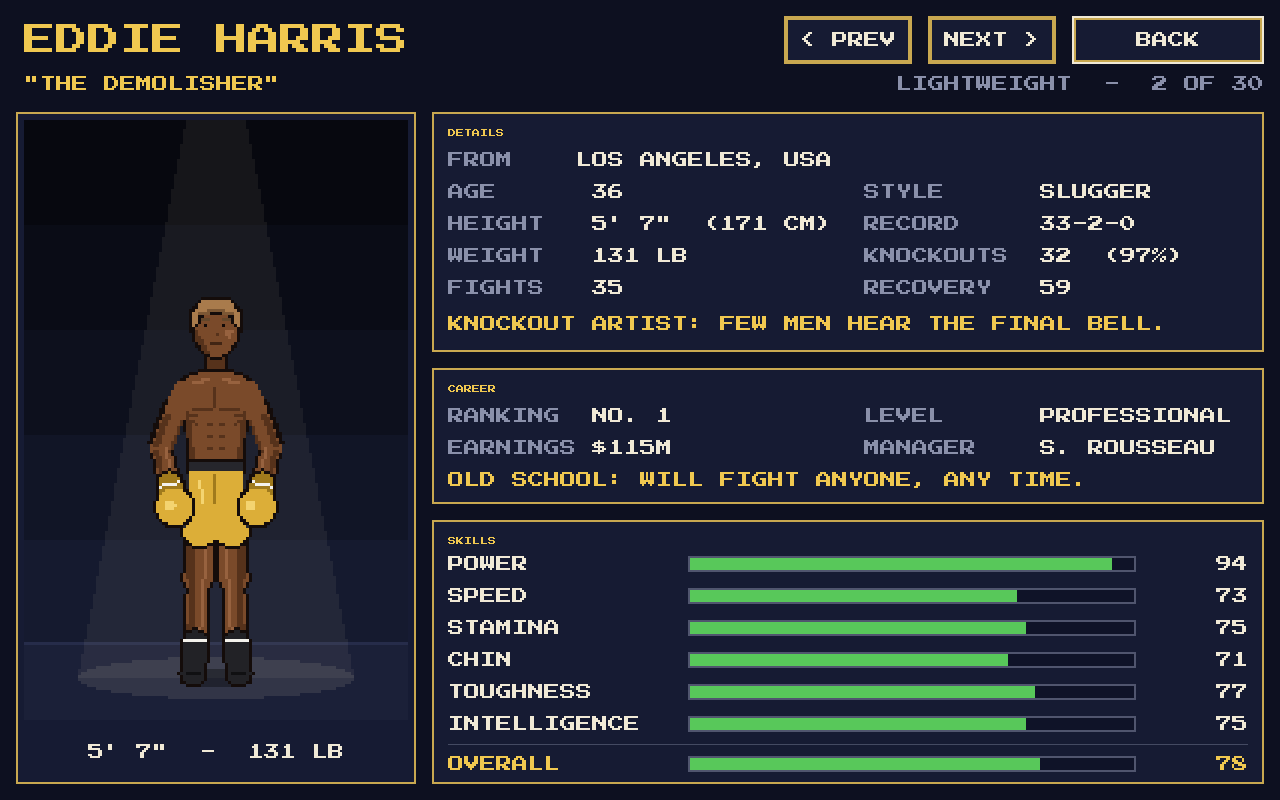 EDDIE HARRIS
< PREV
NEXT >
BACK
"THE DEMOLISHER"
LIGHTWEIGHT - 2 OF 30
DETAILS
FROM LOS ANGELES, USA
AGE 36 STYLE SLUGGER
HEIGHT 5' 7" (171 CM) RECORD 33-2-0
WEIGHT 131 LB KNOCKOUTS 32 (97%)
FIGHTS 35 RECOVERY 59
KNOCKOUT ARTIST: FEW MEN HEAR THE FINAL BELL.
CAREER
RANKING NO. 1 LEVEL PROFESSIONAL
EARNINGS $115M MANAGER S. ROUSSEAU
OLD SCHOOL: WILL FIGHT ANYONE, ANY TIME.
SKILLS
POWER 94
SPEED 73
STAMINA 75
CHIN 71
TOUGHNESS 77
INTELLIGENCE 75
OVERALL 78
5' 7" - 131 LB